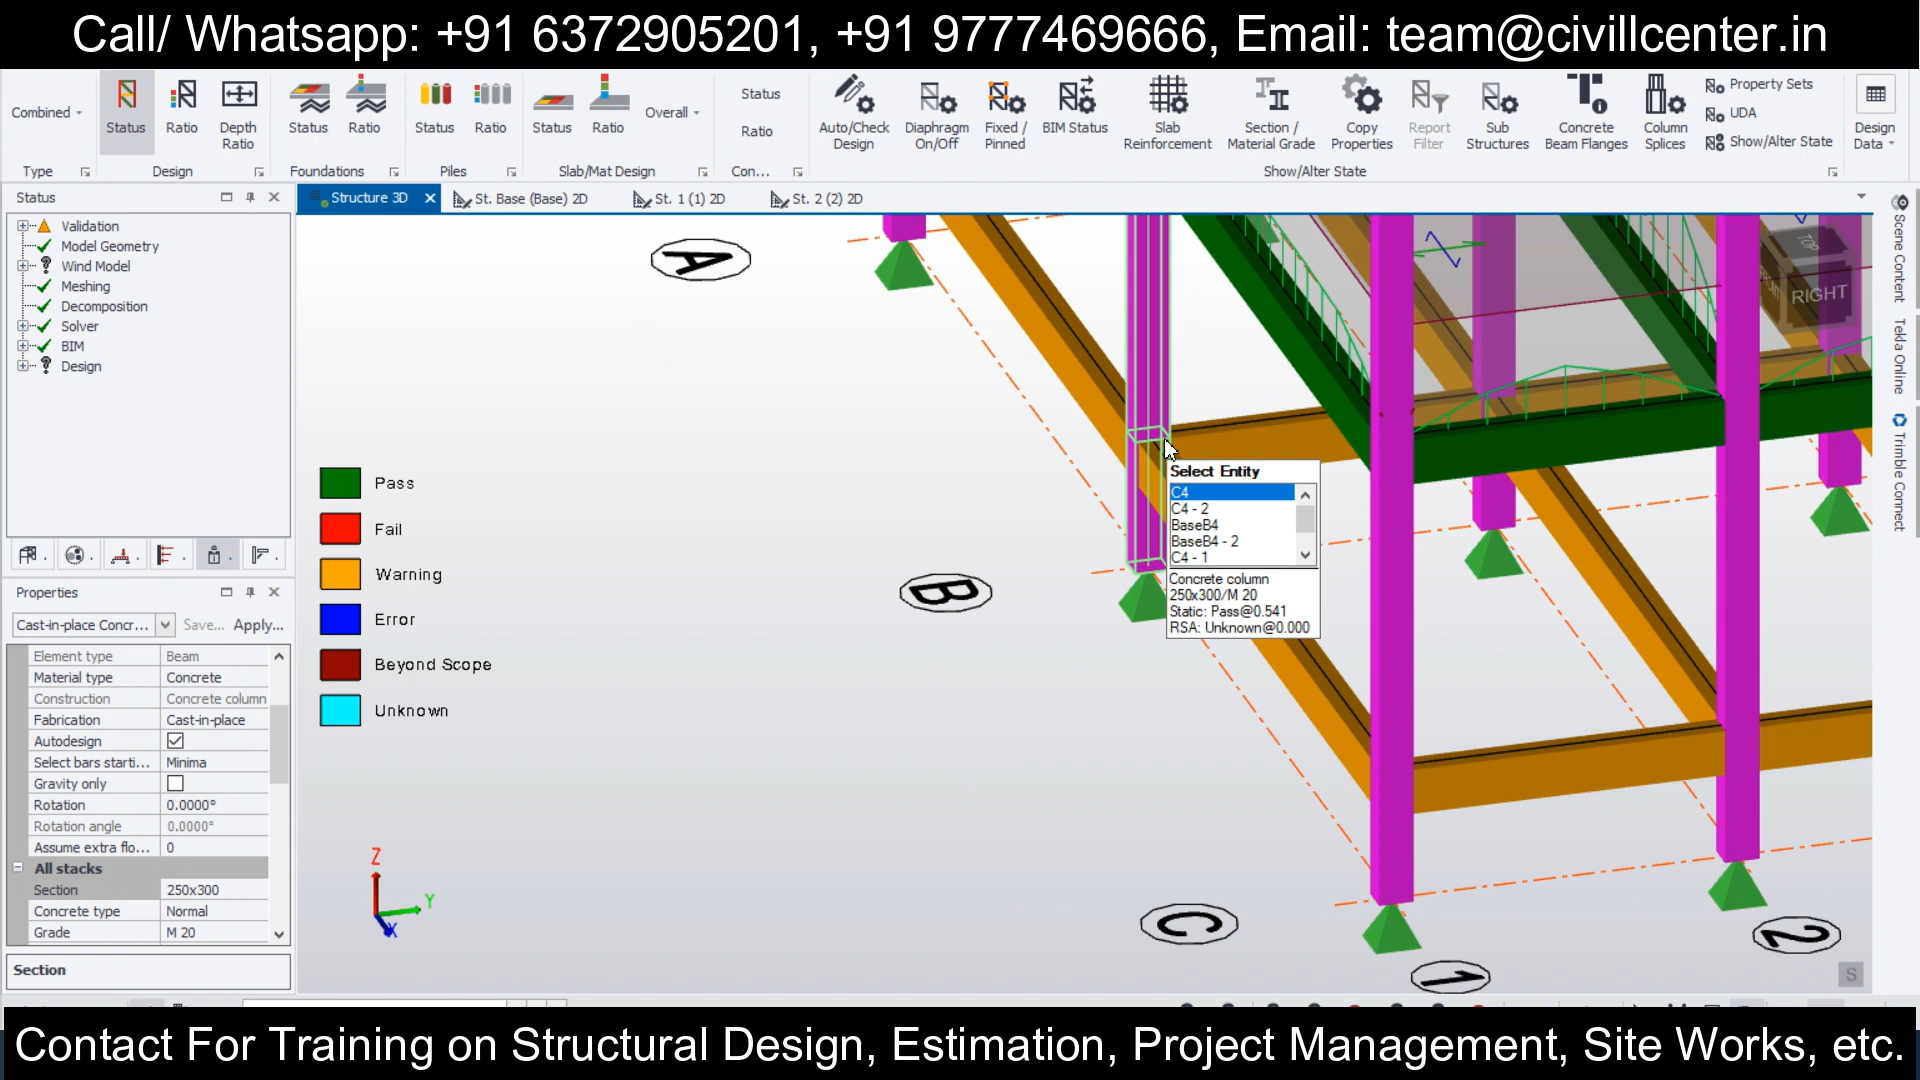 Call/ Whatsapp: +91 6372905201, +91 9777469666, Email: team@civillcenter.in
Combined
Status
Ratio
Depth Ratio
Status
Ratio
Status
Ratio
Status
Ratio
Overall
Status
Ratio
Auto/Check Design
Diaphragm On/Off
Fixed / Pinned
BIM Status
Slab Reinforcement
Section / Material Grade
Copy Properties
Report Filter
Sub Structures
Concrete Beam Flanges
Column Splices
Property Sets
UDA
Show/Alter State
Design Data
Type
Design
Foundations
Piles
Slab/Mat Design
Con...
Show/Alter State
Status
Structure 3D
St. Base (Base) 2D
St. 1 (1) 2D
St. 2 (2) 2D
Validation
Model Geometry
Wind Model
Meshing
Decomposition
Solver
BIM
Design
Properties
Cast-in-place Concr...
Save...
Apply...
Element type Beam
Material type Concrete
Construction Concrete column
Fabrication Cast-in-place
Autodesign
Select bars starti... Minima
Gravity only
Rotation 0.0000°
Rotation angle 0.0000°
Assume extra flo... 0
All stacks
Section 250x300
Concrete type Normal
Grade M 20
Section
A
B
C
1
2
Pass
Fail
Warning
Error
Beyond Scope
Unknown
Z
Y
X
Select Entity
C4
C4 - 2
BaseB4
BaseB4 - 2
C4 - 1
Concrete column
250x300/M 20
Static: Pass@0.541
RSA: Unknown@0.000
TOP
FRONT
RIGHT
S
Scene Content
Tekla Online
Trimble Connect
Contact For Training on Structural Design, Estimation, Project Management, Site Works, etc.